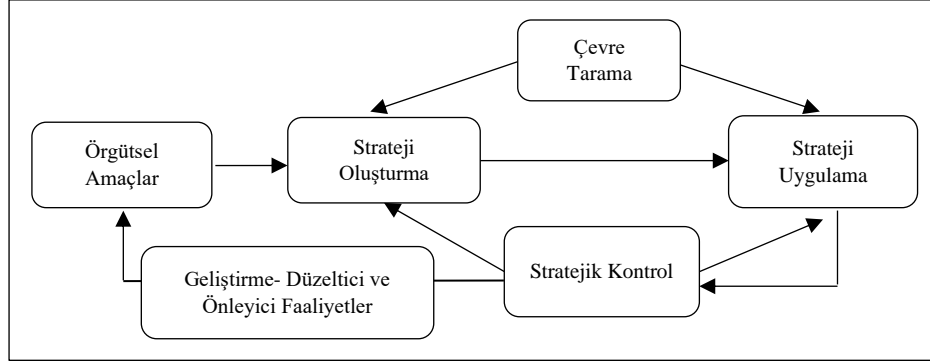 Çevre
Tarama
Örgütsel
Amaçlar
Strateji
Oluşturma
Strateji
Uygulama
Geliştirme- Düzeltici ve
Önleyici Faaliyetler
Stratejik Kontrol